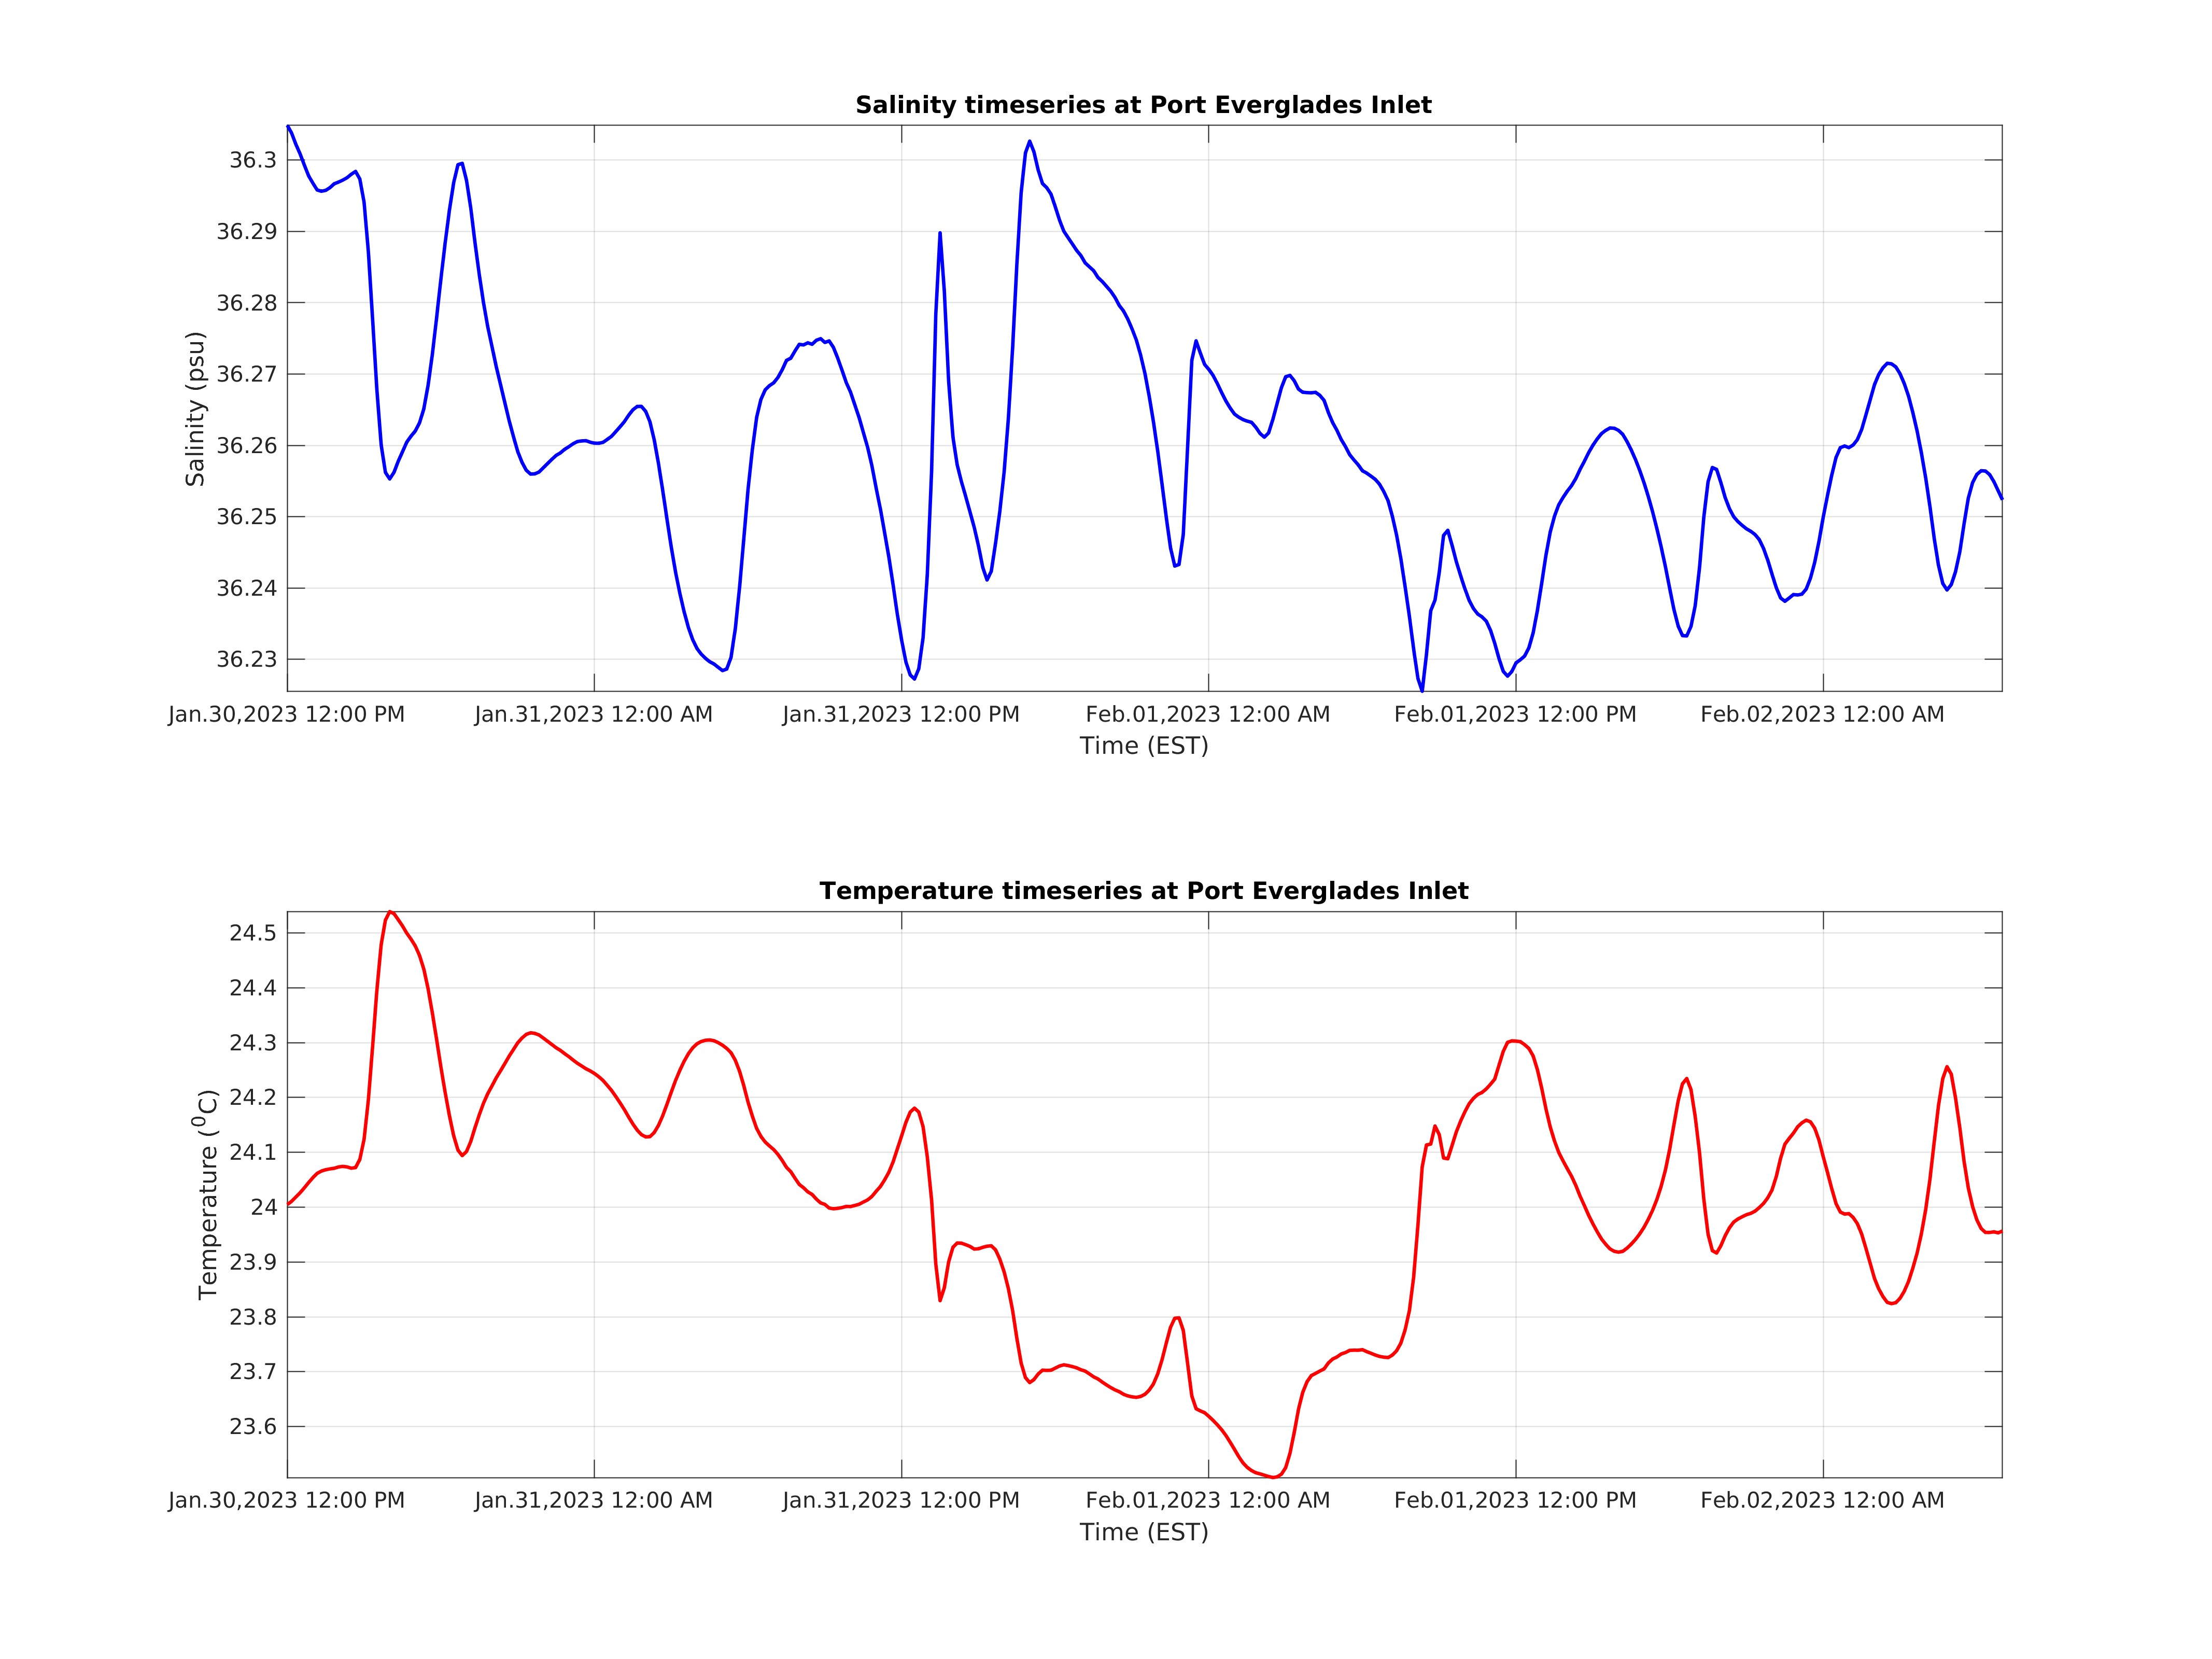 Salinity timeseries at Port Everglades Inlet
36.3
36.29
36.28
36.27
36.26
36.25
36.24
36.23
Salinity (psu)
Jan.30,2023 12:00 PM Jan.31,2023 12:00 AM Jan.31,2023 12:00 PM Feb.01,2023 12:00 AM Feb.01,2023 12:00 PM Feb.02,2023 12:00 AM
Time (EST)
Temperature timeseries at Port Everglades Inlet
24.5
24.4
24.3
24.2
24.1
24
23.9
23.8
23.7
23.6
Temperature (⁰C)
Jan.30,2023 12:00 PM Jan.31,2023 12:00 AM Jan.31,2023 12:00 PM Feb.01,2023 12:00 AM Feb.01,2023 12:00 PM Feb.02,2023 12:00 AM
Time (EST)